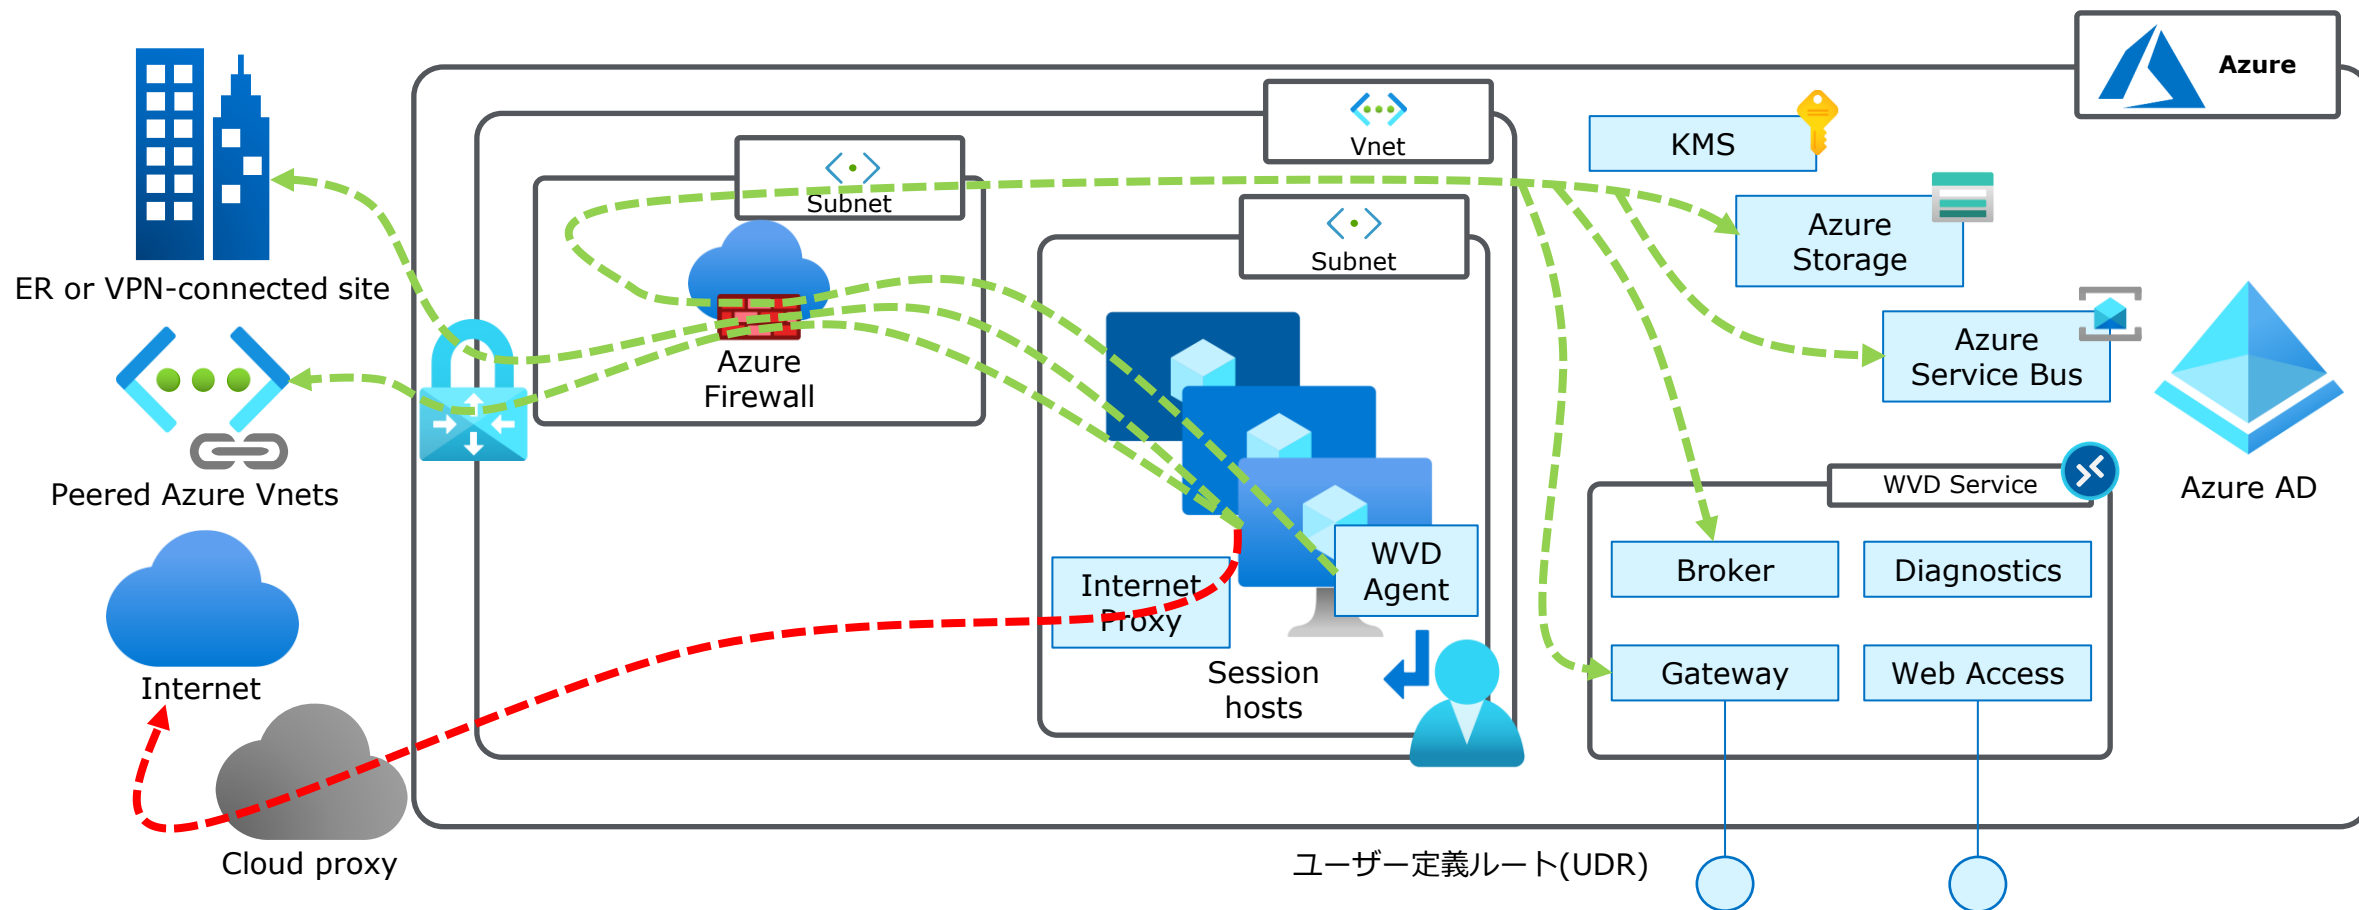 Azure
Vnet
KMS
Subnet
Subnet
Azure
Storage
ER or VPN-connected site
Azure
Firewall
Azure
Service Bus
Peered Azure Vnets
WVD Service
Azure AD
Internet
Proxy
WVD
Agent
Broker
Diagnostics
Internet
Session
hosts
Gateway
Web Access
Cloud proxy
ユーザー定義ルート(UDR)